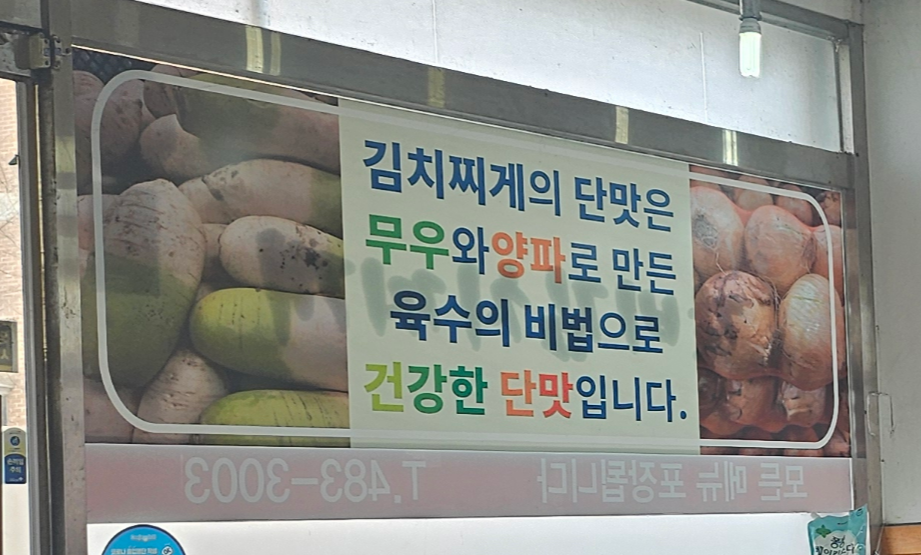 김치찌게의 단맛은
무우와양파로 만든
육수의 비법으로
건강한 단맛입니다.
모든 메뉴 포장됩니다 T.483-3003